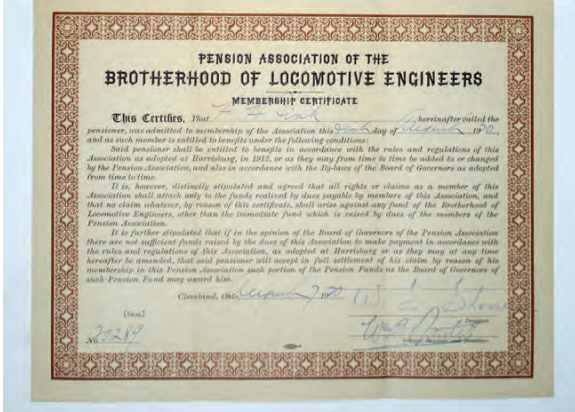 PENSION ASSOCIATION OF THE
BROTHERHOOD OF LOCOMOTIVE ENGINEERS
MEMBERSHIP CERTIFICATE
This Certifies, That F F Link hereinafter called the
pensioner, was admitted to membership of the Association this day of August 1920,
and as such member is entitled to benefits under the following conditions:
Said pensioner shall be entitled to benefits in accordance with the rules and regulations of this
Association as adopted at Harrisburg, in 1912, or as they may from time to time be added to or changed
by the Pension Association, and also in accordance with the By-laws of the Board of Governors as adopted
from time to time.
It is, however, distinctly stipulated and agreed that all rights or claims as a member of this
Association shall attach only to the funds realized by dues payable by members of this Association, and
that no claim whatever, by reason of this certificate, shall arise against any fund of the Brotherhood of
Locomotive Engineers, other than the immediate fund which is raised by dues of the members of the
Pension Association.
It is further stipulated that if in the opinion of the Board of Governors of the Pension Association
there are not sufficient funds raised by the dues of this Association to make payment in accordance with
the rules and regulations of this Association, as adopted at Harrisburg or as they may at any time
hereafter be amended, that said pensioner will accept in full settlement of his claim by reason of his
membership in this Pension Association such portion of the Pension Funds as the Board of Governors of
such Pension Fund may award him.
Cleveland, Ohio, August 1920
[SEAL]
President
No.
General Secretary and Treasurer